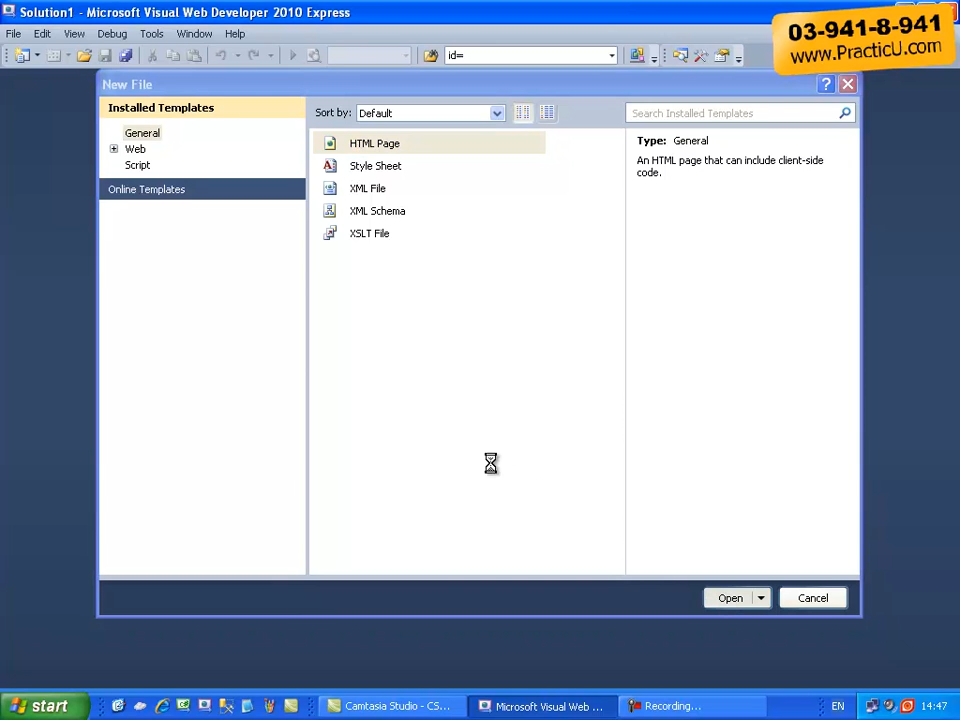 Solution1 - Microsoft Visual Web Developer 2010 Express
03-941-8-941
www.PracticU.com
File Edit View Debug Tools Window Help
id=
New File
Installed Templates
General
Web
Script
Online Templates
Sort by: Default
HTML Page
Style Sheet
XML File
XML Schema
XSLT File
Search Installed Templates
Type: General
An HTML page that can include client-side
code.
Open
Cancel
start
Camtasia Studio - CS...
Microsoft Visual Web ...
Recording...
EN
14:47